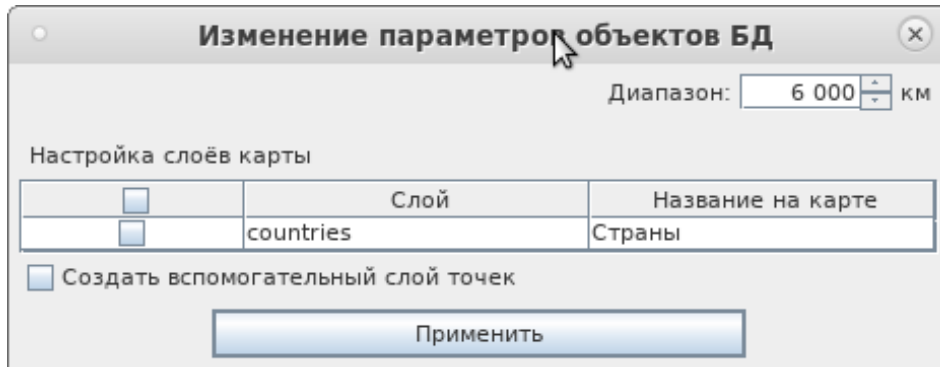 Изменение параметров объектов БД
Диапазон: 6 000 км
Настройка слоёв карты
Слой Название на карте
countries Страны
Создать вспомогательный слой точек
Применить